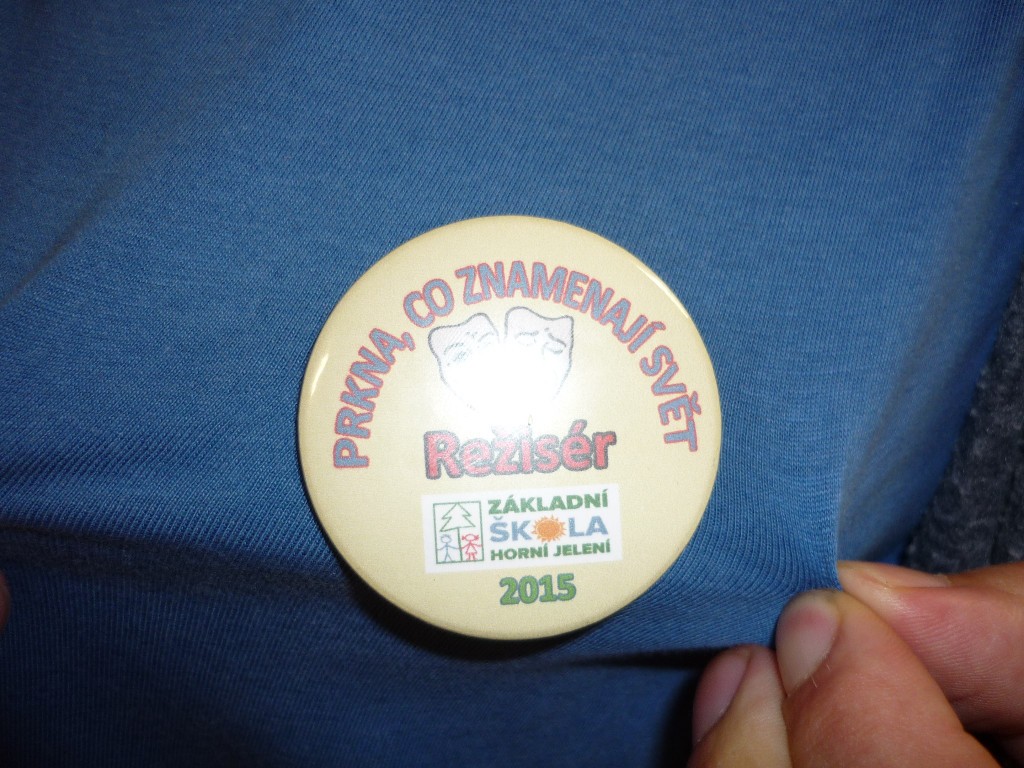 PRKNA, CO ZNAMENAJÍ SVĚT
Režisér
ZÁKLADNÍ
ŠKOLA
HORNÍ JELENÍ
2015